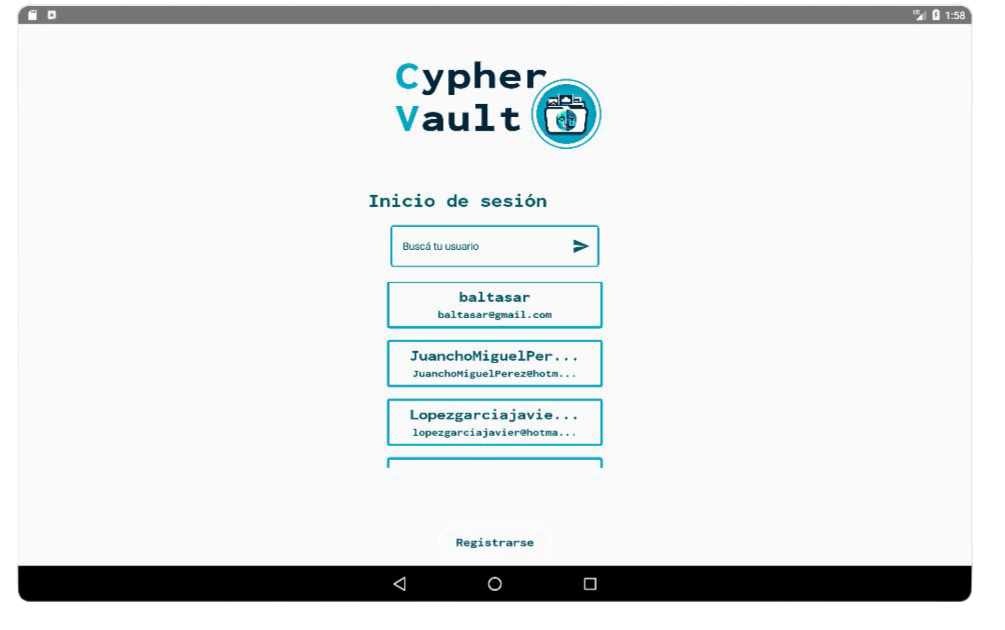 1:58
Cypher
Vault
Inicio de sesión
Buscá tu usuario
baltasar
baltasar@gmail.com
JuanchoMiguelPer...
JuanchoMiguelPerez@hotm...
Lopezgarciajavie...
lopezgarciajavier@hotma...
Registrarse